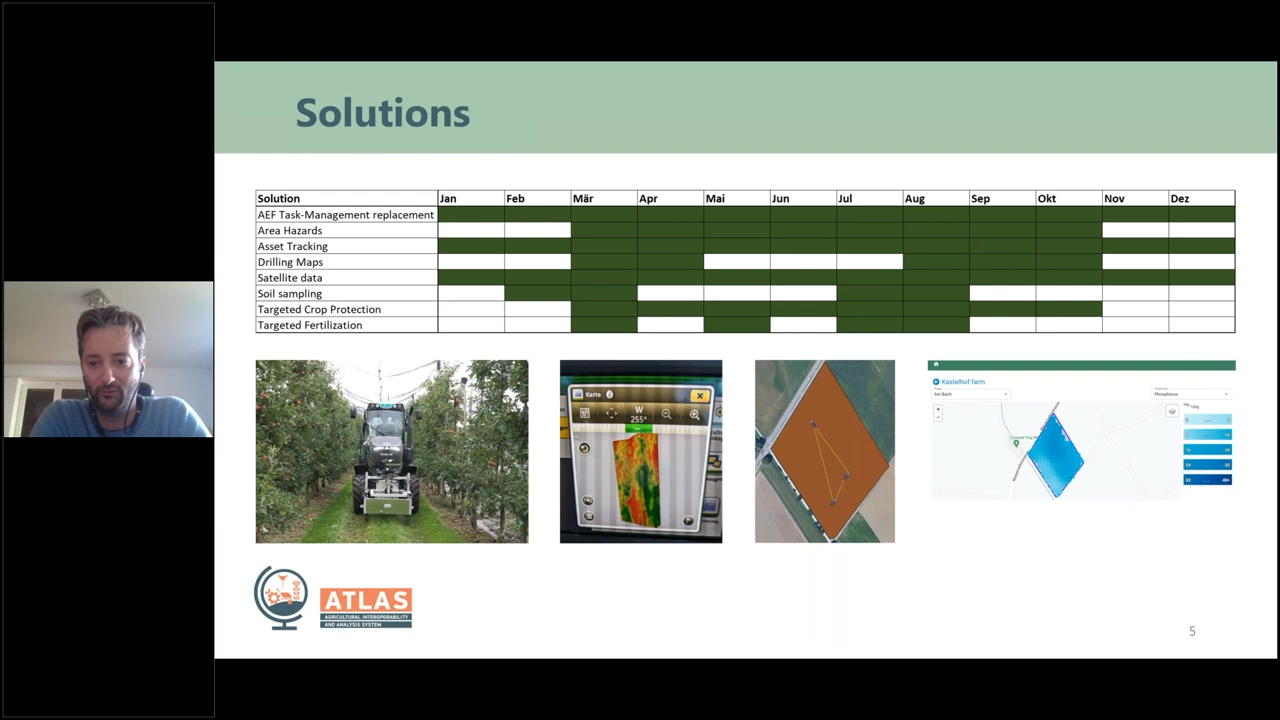 Solutions
Solution Jan Feb Mär Apr Mai Jun Jul Aug Sep Okt Nov Dez
AEF Task-Management replacement
Area Hazards
Asset Tracking
Drilling Maps
Satellite data
Soil sampling
Targeted Crop Protection
Targeted Fertilization
Karte
W
255°
Kastelhof farm
Am Bach
Phosphorus
ATLAS
AGRICULTURAL INTEROPERABILITY
AND ANALYSIS SYSTEM
5